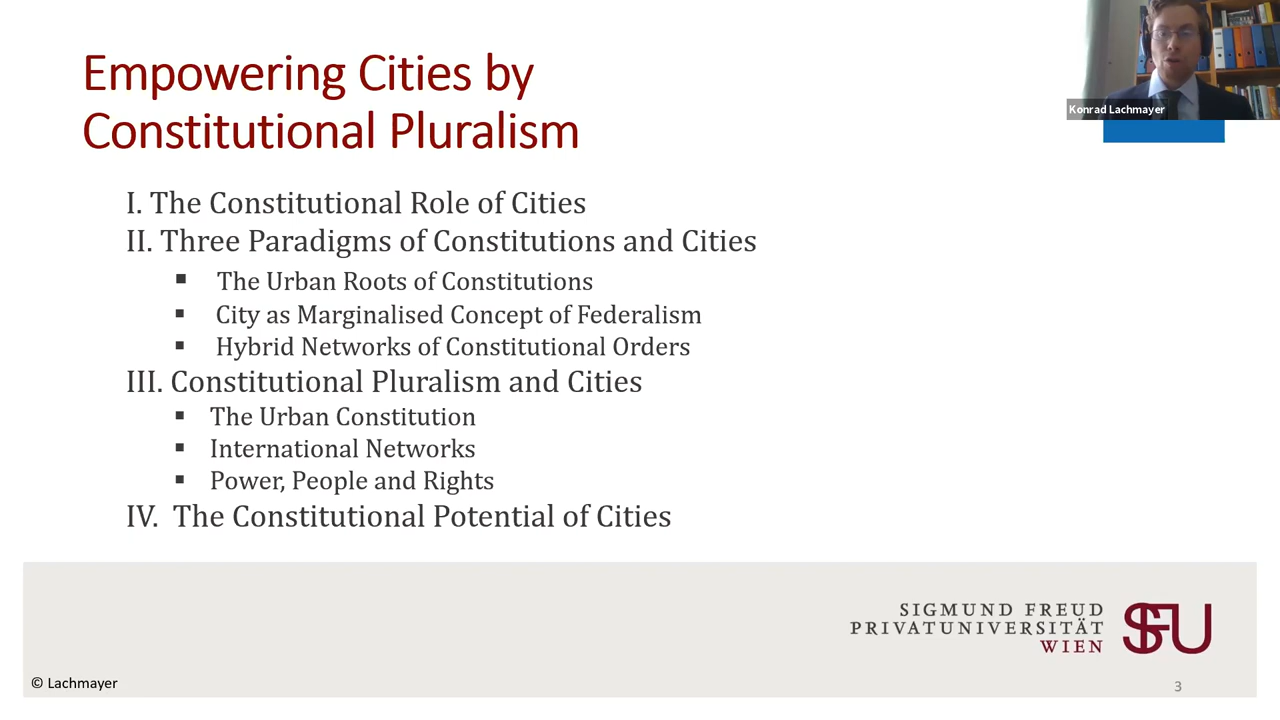 Empowering Cities by
Constitutional Pluralism
Konrad Lachmayer
I. The Constitutional Role of Cities
II. Three Paradigms of Constitutions and Cities
▪ The Urban Roots of Constitutions
▪ City as Marginalised Concept of Federalism
▪ Hybrid Networks of Constitutional Orders
III. Constitutional Pluralism and Cities
▪ The Urban Constitution
▪ International Networks
▪ Power, People and Rights
IV. The Constitutional Potential of Cities
SIGMUND FREUD
PRIVATUNIVERSITÄT
WIEN
SFU
© Lachmayer
3